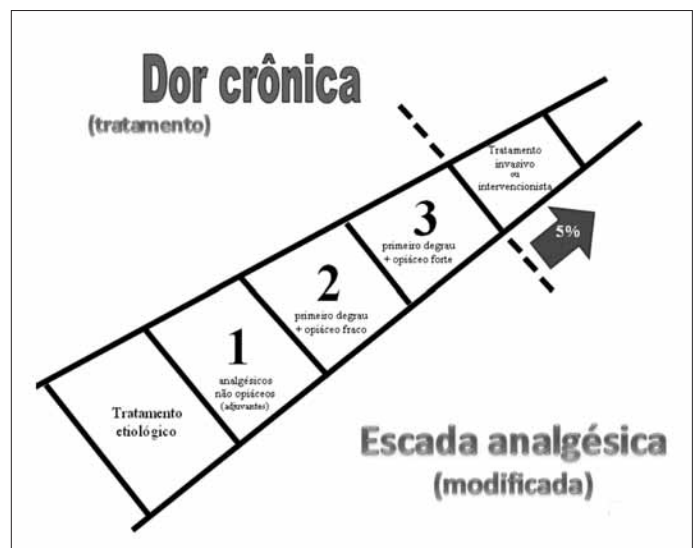 Dor crônica
(tratamento)
Tratamento
invasivo
ou
intervencionista
5%
3
primeiro degrau
+ opiáceo forte
2
primeiro degrau
+ opiáceo fraco
1
analgésicos
não opiáceos
(adjuvantes)
Tratamento
etiológico
Escada analgésica
(modificada)